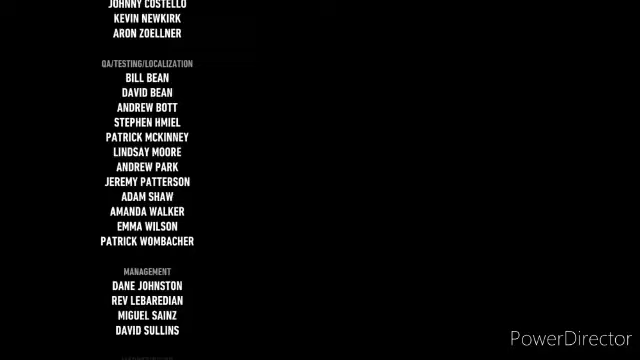 JOHNNY COSTELLO
KEVIN NEWKIRK
ARON ZOELLNER
QA/TESTING/LOCALIZATION
BILL BEAN
DAVID BEAN
ANDREW BOTT
STEPHEN HMIEL
PATRICK MCKINNEY
LINDSAY MOORE
ANDREW PARK
JEREMY PATTERSON
ADAM SHAW
AMANDA WALKER
EMMA WILSON
PATRICK WOMBACHER
MANAGEMENT
DANE JOHNSTON
REV LEBAREDIAN
MIGUEL SAINZ
DAVID SULLINS
PowerDirector